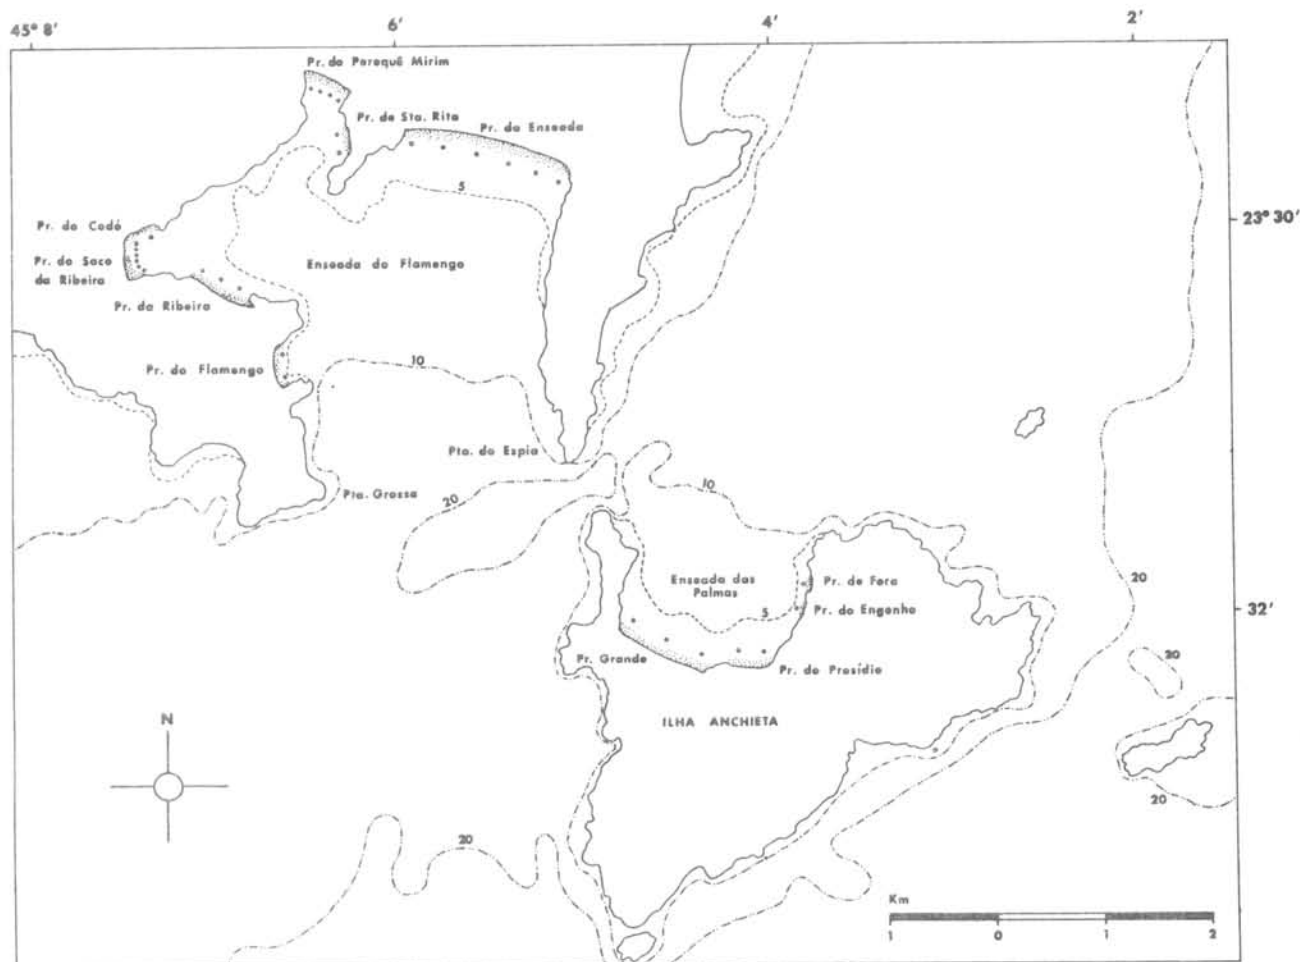 45° 8'
6'
4'
2'
Pr. do Perequê Mirim
Pr. de Sta. Rita
Pr. da Enseada
5
23° 30'
Pr. do Codó
Pr. do Saco
da Ribeira
Enseada do Flamengo
Pr. da Ribeira
10
Pr. do Flamengo
Pta. do Espia
Pta. Grossa
20
10
Enseada das
Palmas
Pr. de Fora
20
5
Pr. do Engenho
32'
Pr. Grande
Pr. do Presídio
20
ILHA ANCHIETA
N
20
20
Km
1
0
1
2